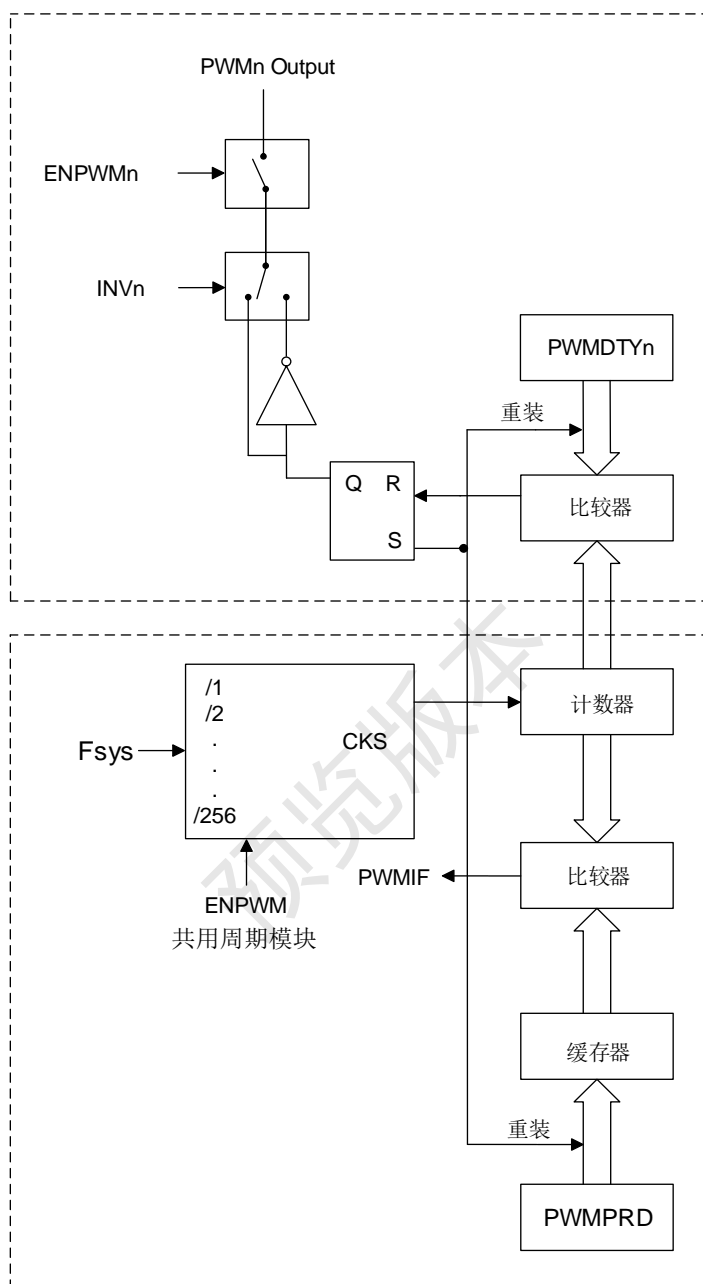 PWMn Output
ENPWMn
INVn
PWMDTYn
重装
Q R
S
比较器
/1
/2
.
.
.
/256
CKS
Fsys
计数器
ENPWM
共用周期模块
PWMIF
比较器
缓存器
重装
PWMPRD
预览版本